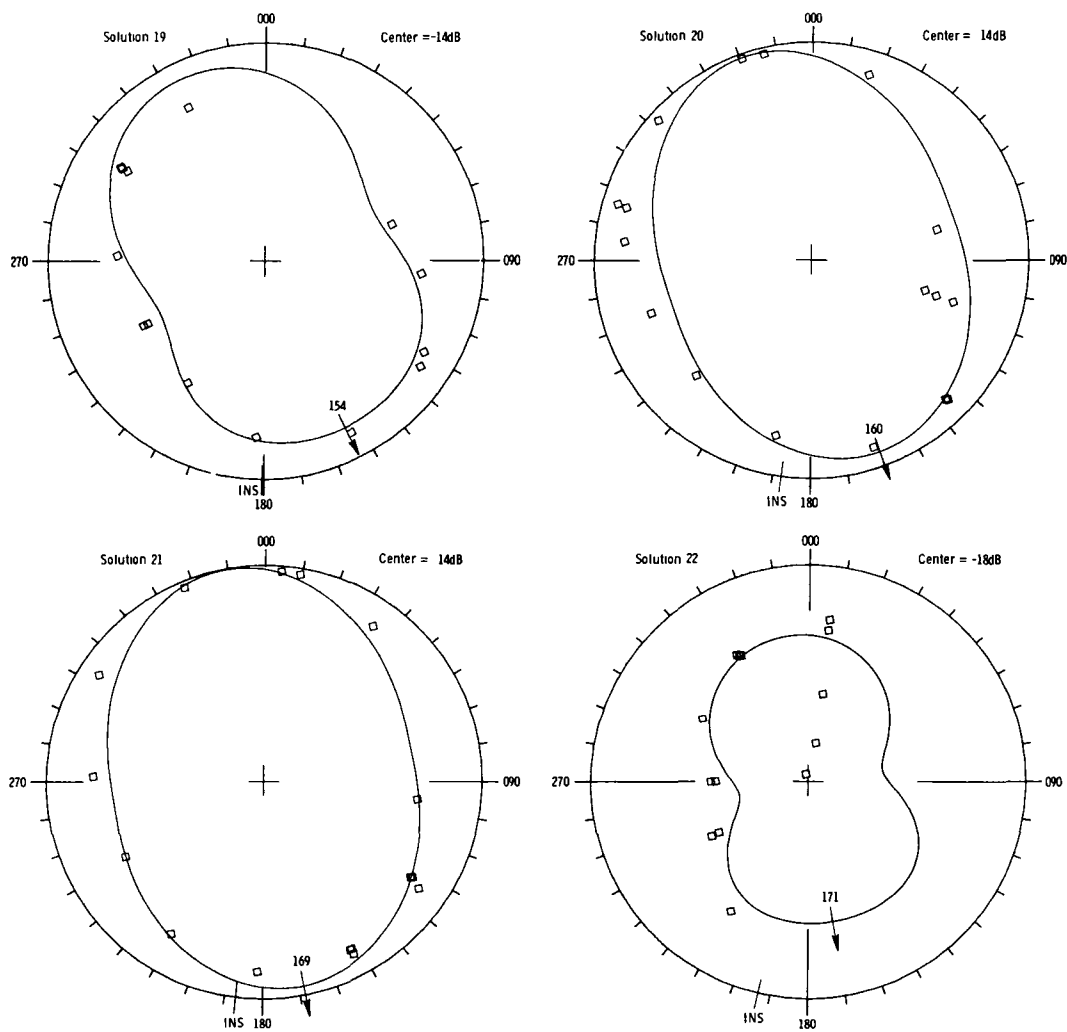 000
Solution 19 Center = -14dB
270 090
154
INS
180
000
Solution 20 Center = 14dB
270 090
160
INS
180
000
Solution 21 Center = 14dB
270 090
169
INS
180
000
Solution 22 Center = -18dB
270 090
171
INS
180